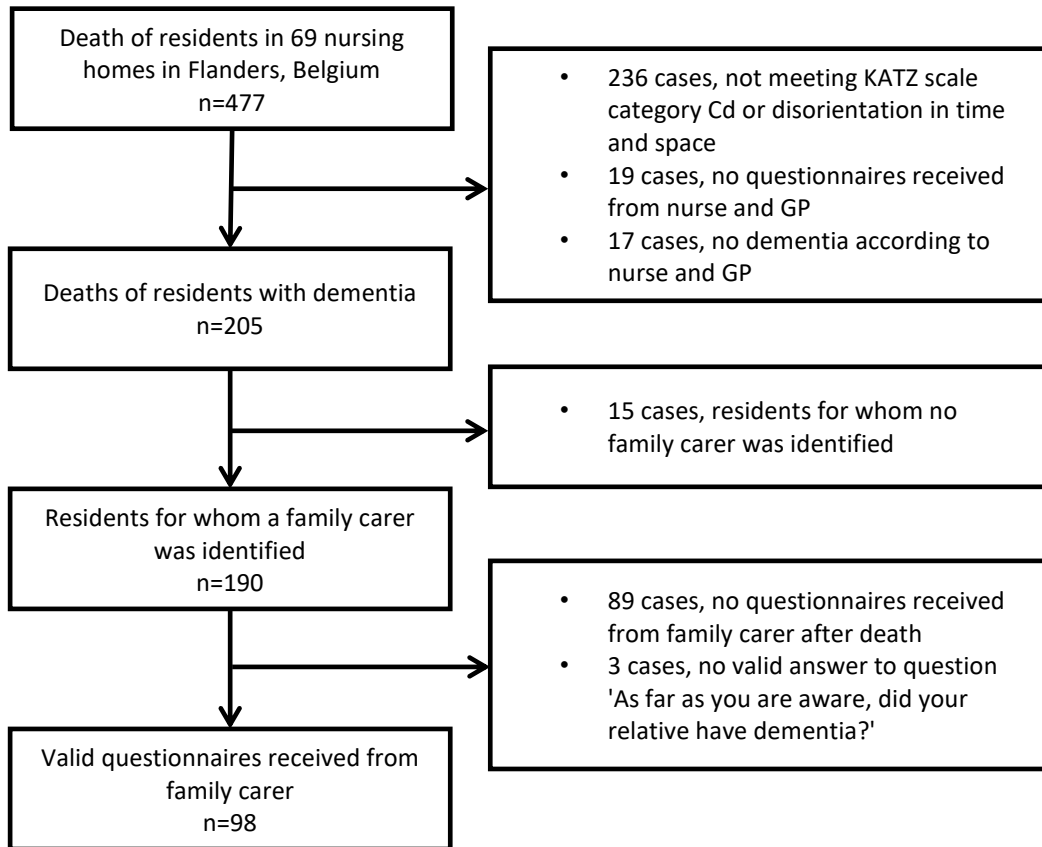 Death of residents in 69 nursing
homes in Flanders, Belgium
n=477
• 236 cases, not meeting KATZ scale
category Cd or disorientation in time
and space
• 19 cases, no questionnaires received
from nurse and GP
• 17 cases, no dementia according to
nurse and GP
Deaths of residents with dementia
n=205
• 15 cases, residents for whom no
family carer was identified
Residents for whom a family carer
was identified
n=190
• 89 cases, no questionnaires received
from family carer after death
• 3 cases, no valid answer to question
'As far as you are aware, did your
relative have dementia?'
Valid questionnaires received from
family carer
n=98